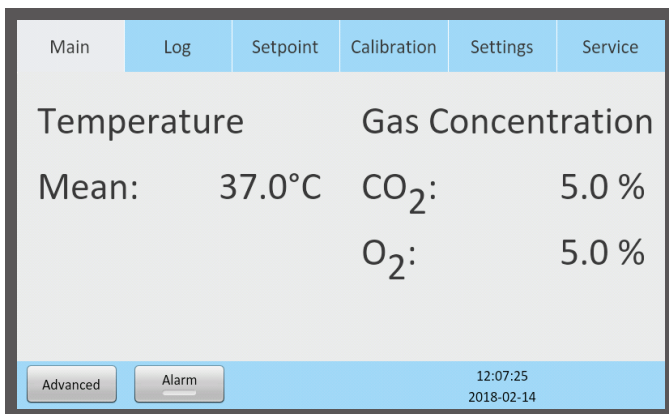 Main Log Setpoint Calibration Settings Service
Temperature
Mean: 37.0°C
Gas Concentration
CO₂: 5.0 %
O₂: 5.0 %
Advanced Alarm
12:07:25
2018-02-14